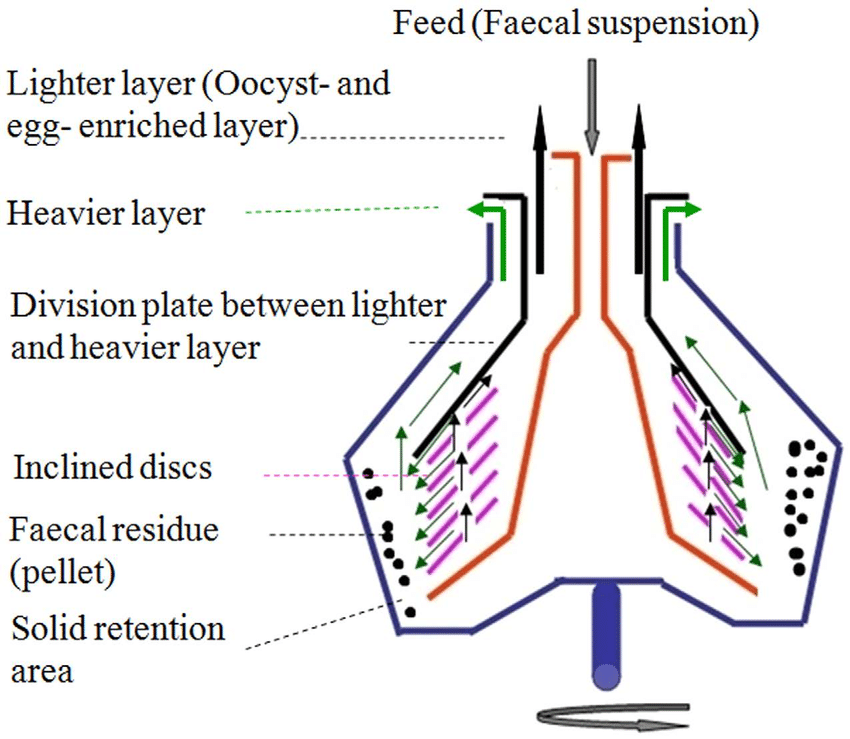 Feed (Faecal suspension)
Lighter layer (Oocyst- and
egg- enriched layer)
Heavier layer
Division plate between lighter
and heavier layer
Inclined discs
Faecal residue
(pellet)
Solid retention
area